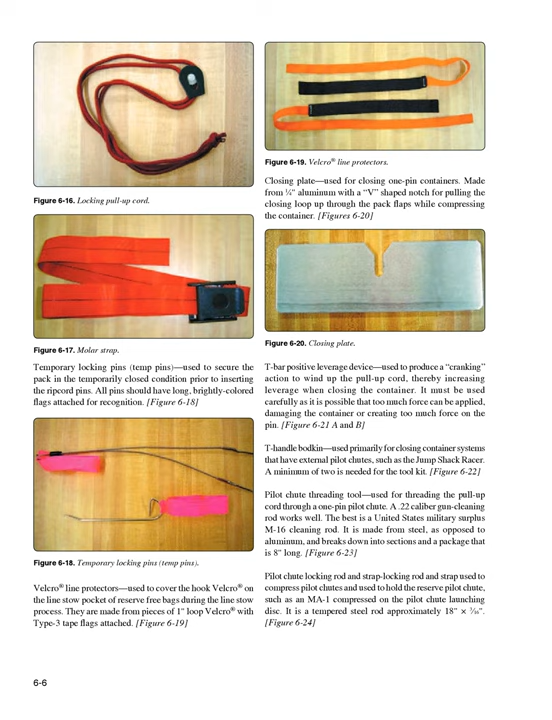 Figure 6-16. Locking pull-up cord.
Figure 6-17. Molar strap.
Temporary locking pins (temp pins)—used to secure the
pack in the temporarily closed condition prior to inserting
the ripcord pins. All pins should have long, brightly-colored
flags attached for recognition. [Figure 6-18]
Figure 6-18. Temporary locking pins (temp pins).
Velcro® line protectors—used to cover the hook Velcro® on
the line stow pocket of reserve free bags during the line stow
process. They are made from pieces of 1" loop Velcro® with
Type-3 tape flags attached. [Figure 6-19]
Figure 6-19. Velcro® line protectors.
Closing plate—used for closing one-pin containers. Made
from ¼" aluminum with a “V” shaped notch for pulling the
closing loop up through the pack flaps while compressing
the container. [Figures 6-20]
Figure 6-20. Closing plate.
T-bar positive leverage device—used to produce a “cranking”
action to wind up the pull-up cord, thereby increasing
leverage when closing the container. It must be used
carefully as it is possible that too much force can be applied,
damaging the container or creating too much force on the
pin. [Figure 6-21 A and B]
T-handle bodkin—used primarily for closing container systems
that have external pilot chutes, such as the Jump Shack Racer.
A minimum of two is needed for the tool kit. [Figure 6-22]
Pilot chute threading tool—used for threading the pull-up
cord through a one-pin pilot chute. A .22 caliber gun-cleaning
rod works well. The best is a United States military surplus
M-16 cleaning rod. It is made from steel, as opposed to
aluminum, and breaks down into sections and a package that
is 8" long. [Figure 6-23]
Pilot chute locking rod and strap-locking rod and strap used to
compress pilot chutes and used to hold the reserve pilot chute,
such as an MA-1 compressed on the pilot chute launching
disc. It is a tempered steel rod approximately 18" ×
[Figure 6-24]
6-6